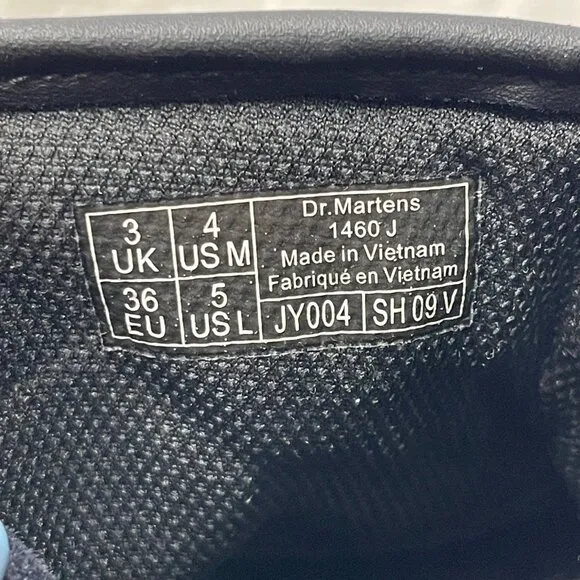 3 UK
4 US M
36 EU
5 US L
Dr.Martens
1460 J
Made in Vietnam
Fabriqué en Vietnam
JY004
SH 09 V